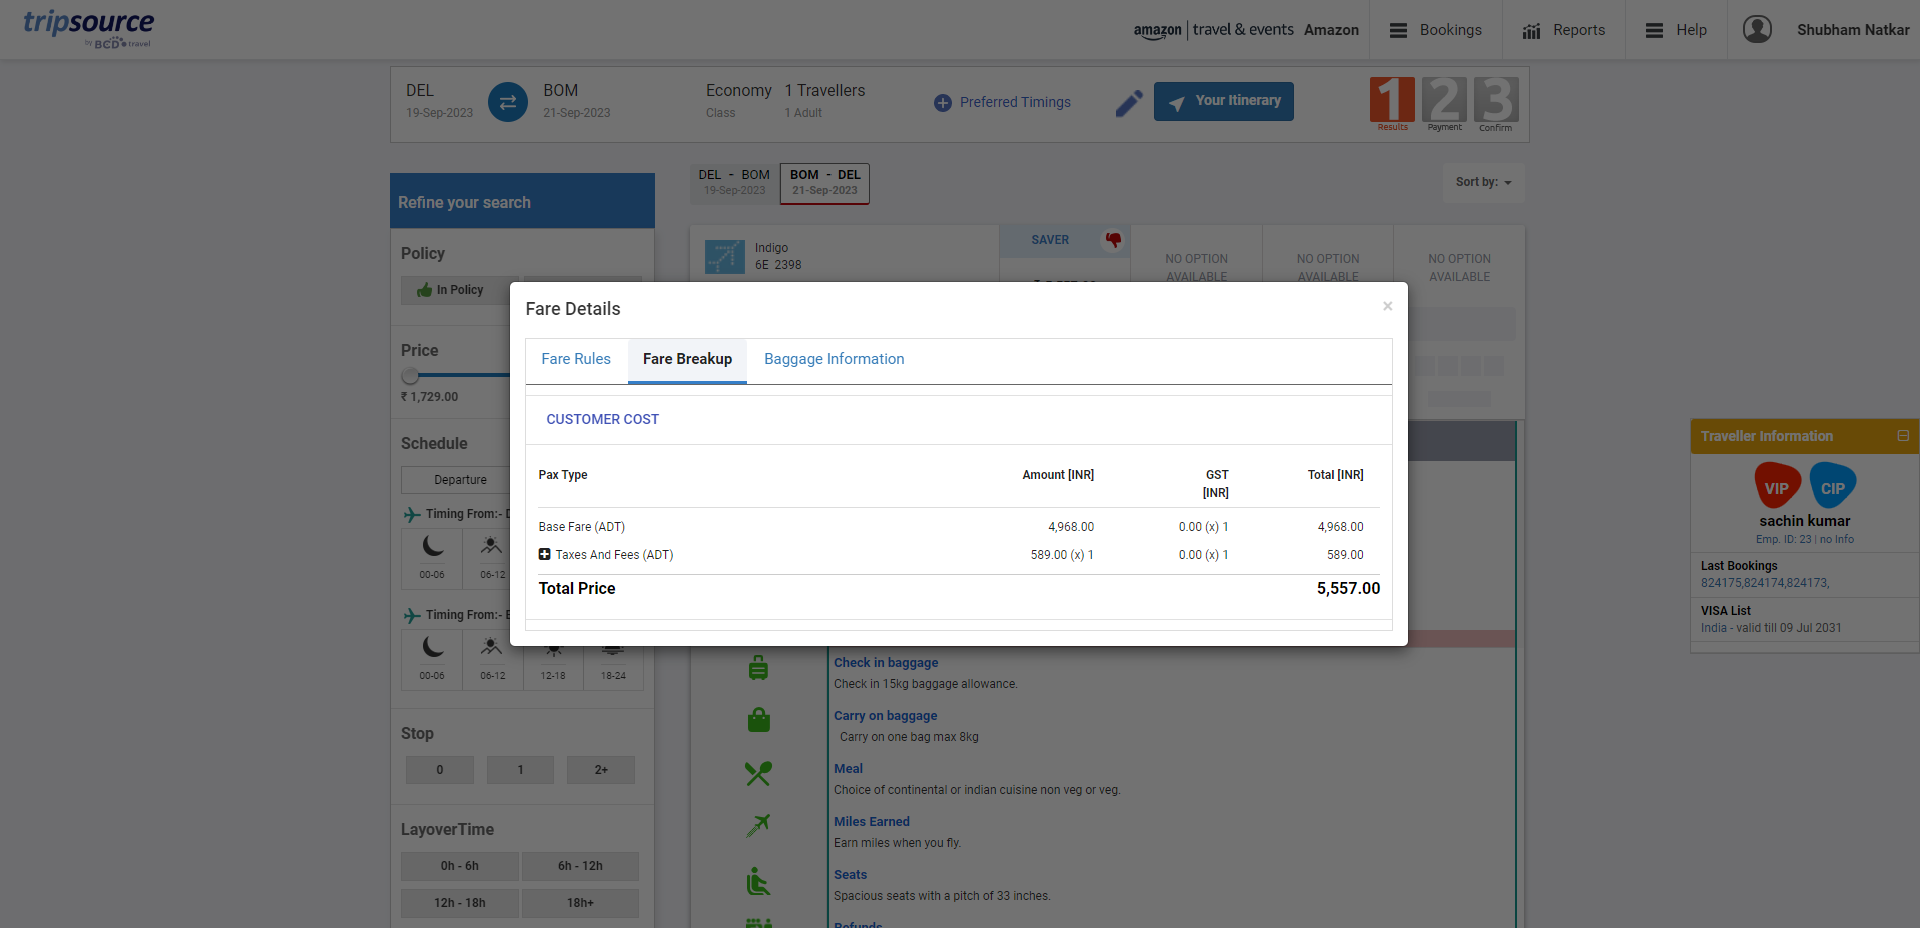 tripsource
by BCD travel
amazon | travel & events Amazon
Bookings
Reports
Help
Shubham Natkar
DEL
19-Sep-2023
BOM
21-Sep-2023
Economy
Class
1 Travellers
1 Adult
Preferred Timings
Your Itinerary
1 2 3
Results Payment Confirm
DEL - BOM
19-Sep-2023
BOM - DEL
21-Sep-2023
Sort by:
Refine your search
Policy
In Policy
Price
₹ 1,729.00
Schedule
Departure
Timing From:-
00-06
06-12
Timing From:-
00-06
06-12
12-18
18-24
Stop
0
1
2+
LayoverTime
0h - 6h
6h - 12h
12h - 18h
18h+
Indigo
6E 2398
SAVER
NO OPTION
AVAILABLE
NO OPTION
AVAILABLE
NO OPTION
AVAILABLE
Fare Details
×
Fare Rules
Fare Breakup
Baggage Information
CUSTOMER COST
Pax Type Amount [INR] GST Total [INR]
[INR]
Base Fare (ADT) 4,968.00 0.00 (x) 1 4,968.00
Taxes And Fees (ADT) 589.00 (x) 1 0.00 (x) 1 589.00
Total Price 5,557.00
Check in baggage
Check in 15kg baggage allowance.
Carry on baggage
Carry on one bag max 8kg
Meal
Choice of continental or indian cuisine non veg or veg.
Miles Earned
Earn miles when you fly.
Seats
Spacious seats with a pitch of 33 inches.
Refunds
Traveller Information
VIP
CIP
sachin kumar
Emp. ID: 23 | no Info
Last Bookings
824175,824174,824173,
VISA List
India - valid till 09 Jul 2031